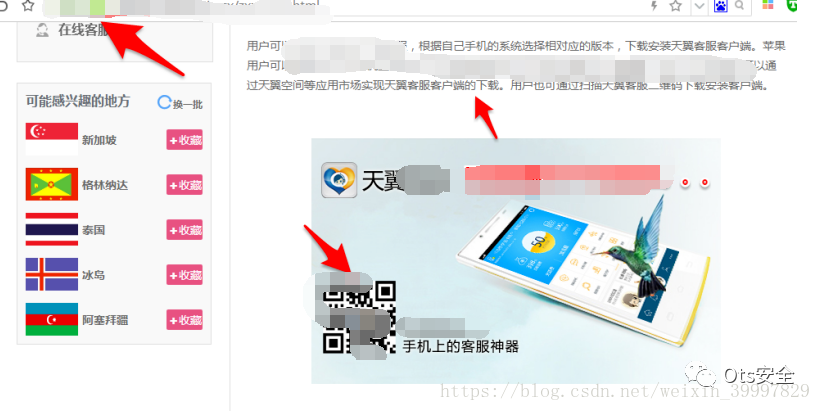 html
在线客服
用户可
，根据自己手机的系统选择相对应的版本，下载安装天翼客服客户端。苹果
用户可以
以通
过天翼空间等应用市场实现天翼客服客户端的下载。用户也可通过扫描天翼客服二维码下载安装客户端。
可能感兴趣的地方
换一批
新加坡
+收藏
格林纳达
+收藏
泰国
+收藏
冰岛
+收藏
阿塞拜疆
+收藏
天翼
50
手机上的客服神器
Ots安全
https://blog.csdn.net/weixin_39997829